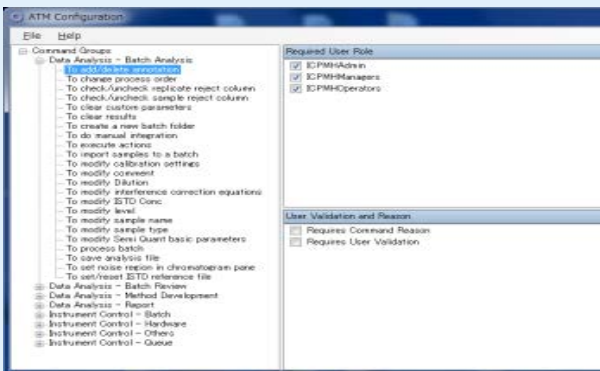 ATM Configuration
File Help
Command Groups
Data Analysis - Batch Analysis
To add/delete annotation
To change process order
To check/uncheck replicate reject column
To check/uncheck sample reject column
To clear custom parameters
To clear results
To create a new batch folder
To do manual integration
To execute actions
To import samples to a batch
To modify calibration settings
To modify comment
To modify Dilution
To modify interference correction equations
To modify ISTD Conc
To modify level
To modify sample name
To modify sample type
To modify Semi Quant basic parameters
To process batch
To save analysis file
To set noise region in chromatogram pane
To set/reset ISTD reference file
Data Analysis - Batch Review
Data Analysis - Method Development
Data Analysis - Report
Instrument Control - Batch
Instrument Control - Hardware
Instrument Control - Others
Instrument Control - Queue
Required User Role
ICPMHAdmin
ICPMHManagers
ICPMHOperators
User Validation and Reason
Requires Command Reason
Requires User Validation